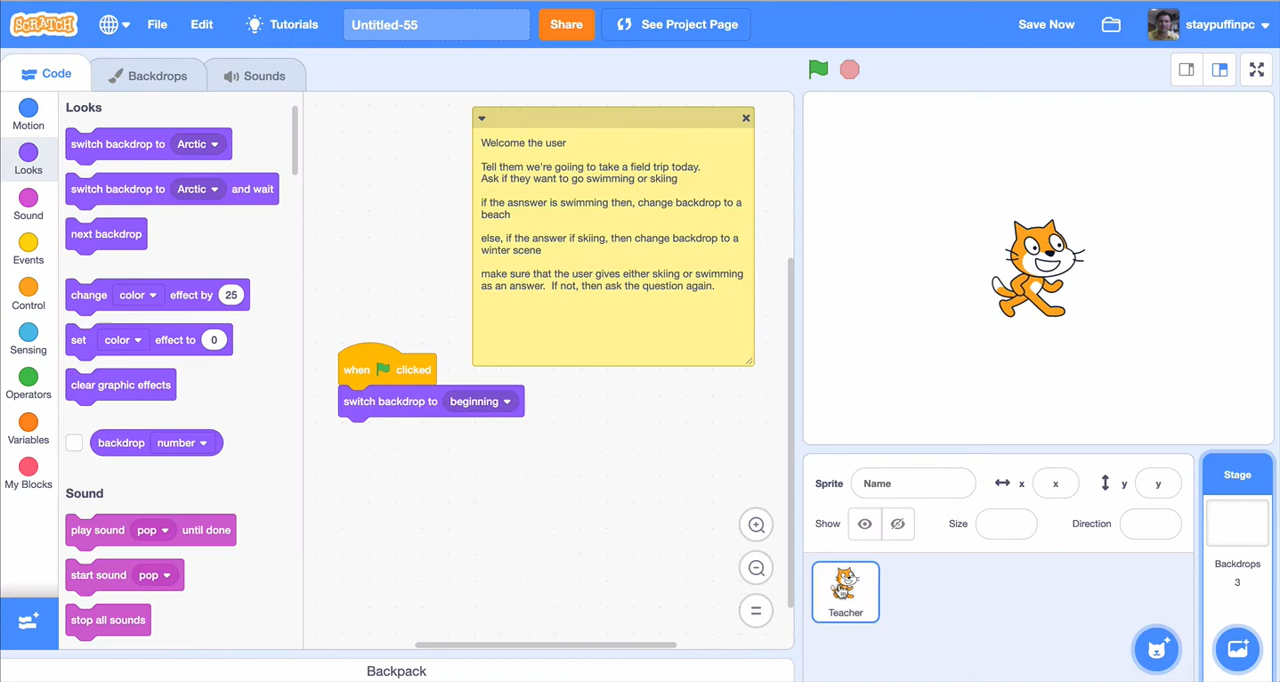 SCRATCH
File
Edit
Tutorials
Untitled-55
Share
See Project Page
Save Now
staypuffinpc
Code
Backdrops
Sounds
Motion
Looks
Sound
Events
Control
Sensing
Operators
Variables
My Blocks
Looks
switch backdrop to Arctic
switch backdrop to Arctic and wait
next backdrop
change color effect by 25
set color effect to 0
clear graphic effects
backdrop number
Sound
play sound pop until done
start sound pop
stop all sounds
Welcome the user
Tell them we're goiing to take a field trip today.
Ask if they want to go swimming or skiing
if the asnswer is swimming then, change backdrop to a
beach
else, if the answer if skiing, then change backdrop to a
winter scene
make sure that the user gives either skiing or swimming
as an answer. If not, then ask the question again.
when clicked
switch backdrop to beginning
Backpack
Sprite
Name
x
x
y
y
Show
Size
Direction
Teacher
Stage
Backdrops
3